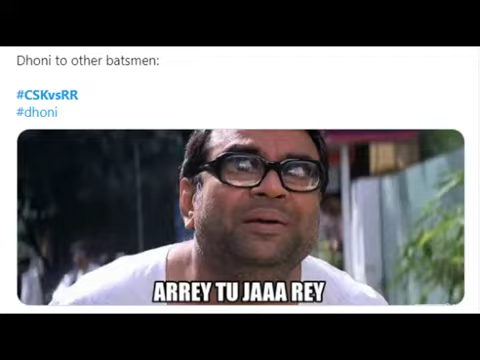 Dhoni to other batsmen:
#CSKvsRR
#dhoni
ARREY TU JAAA REY